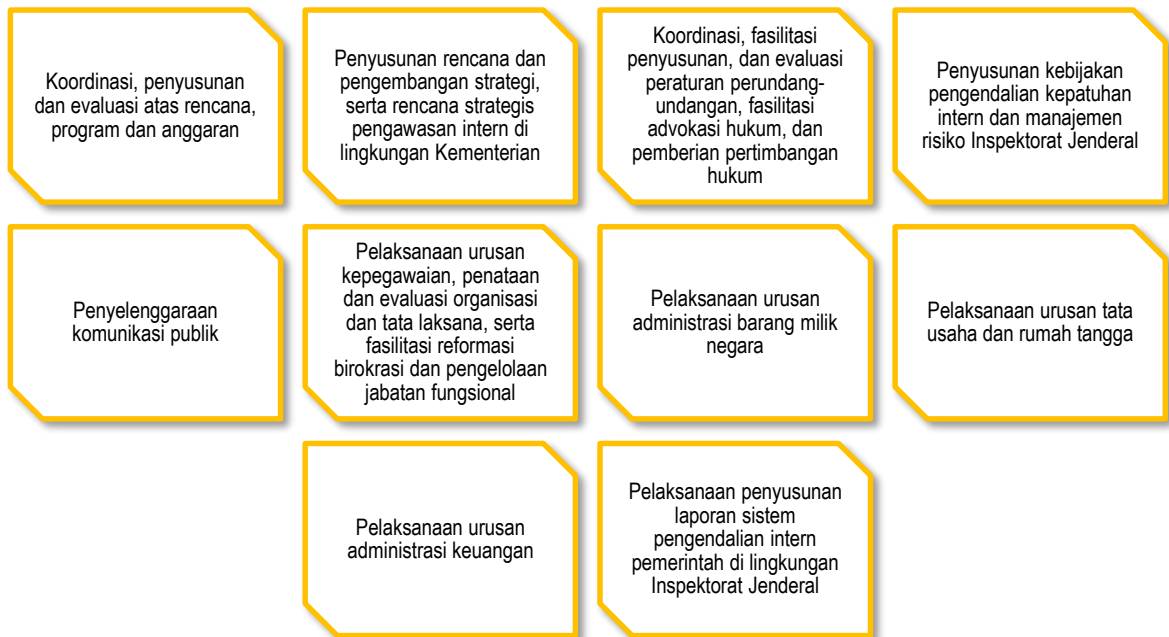 Koordinasi, penyusunan
dan evaluasi atas rencana,
program dan anggaran
Penyusunan rencana dan
pengembangan strategi,
serta rencana strategis
pengawasan intern di
lingkungan Kementerian
Koordinasi, fasilitasi
penyusunan, dan evaluasi
peraturan perundang-
undangan, fasilitasi
advokasi hukum, dan
pemberian pertimbangan
hukum
Penyusunan kebijakan
pengendalian kepatuhan
intern dan manajemen
risiko Inspektorat Jenderal
Penyelenggaraan
komunikasi publik
Pelaksanaan urusan
kepegawaian, penataan
dan evaluasi organisasi
dan tata laksana, serta
fasilitasi reformasi
birokrasi dan pengelolaan
jabatan fungsional
Pelaksanaan urusan
administrasi barang milik
negara
Pelaksanaan urusan tata
usaha dan rumah tangga
Pelaksanaan urusan
administrasi keuangan
Pelaksanaan penyusunan
laporan sistem
pengendalian intern
pemerintah di lingkungan
Inspektorat Jenderal